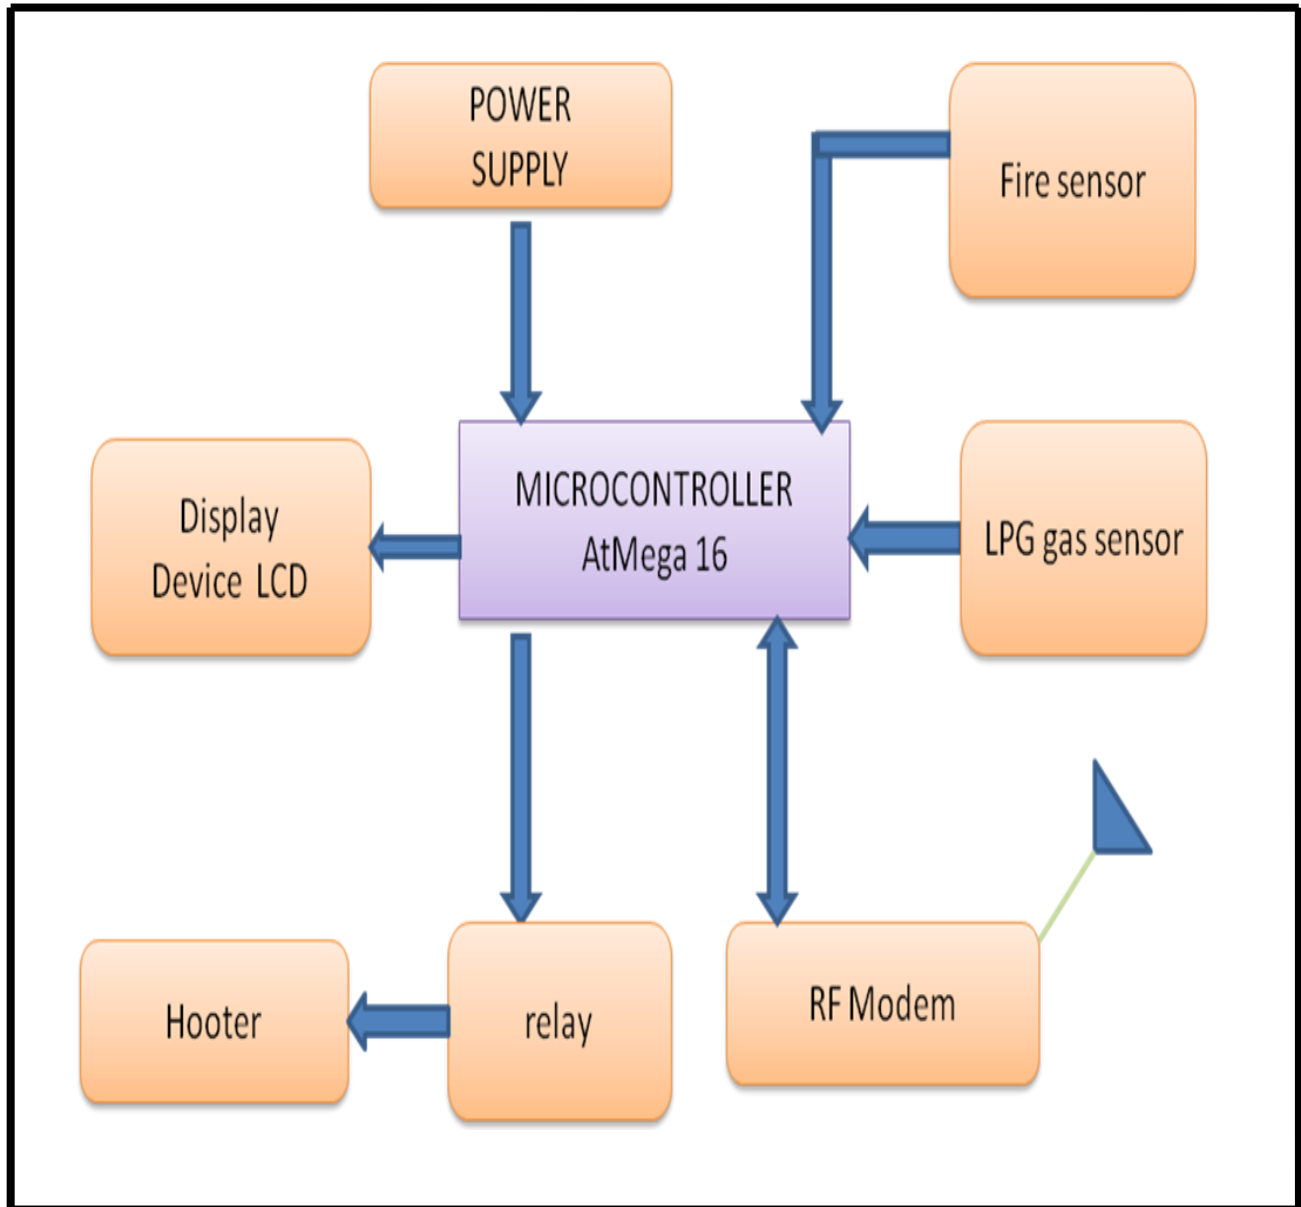 POWER
SUPPLY
Fire sensor
MICROCONTROLLER
AtMega 16
Display
Device LCD
LPG gas sensor
Hooter
relay
RF Modem